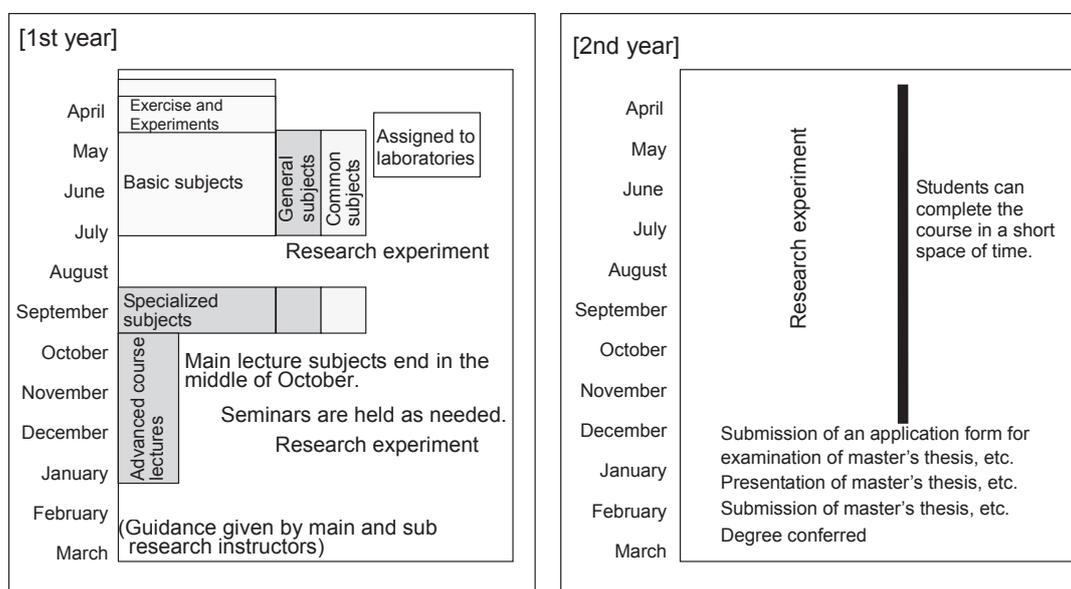 [1st year]
April
May
June
July
August
September
October
November
December
January
February
March
Exercise and
Experiments
Basic subjects
General
subjects
Common
subjects
Assigned to
laboratories
Research experiment
Specialized
subjects
Advanced course
lectures
Main lecture subjects end in the
middle of October.
Seminars are held as needed.
Research experiment
(Guidance given by main and sub
research instructors)
[2nd year]
April
May
June
July
August
September
October
November
December
January
February
March
Research experiment
Students can
complete the
course in a short
space of time.
Submission of an application form for
examination of master's thesis, etc.
Presentation of master's thesis, etc.
Submission of master's thesis, etc.
Degree conferred